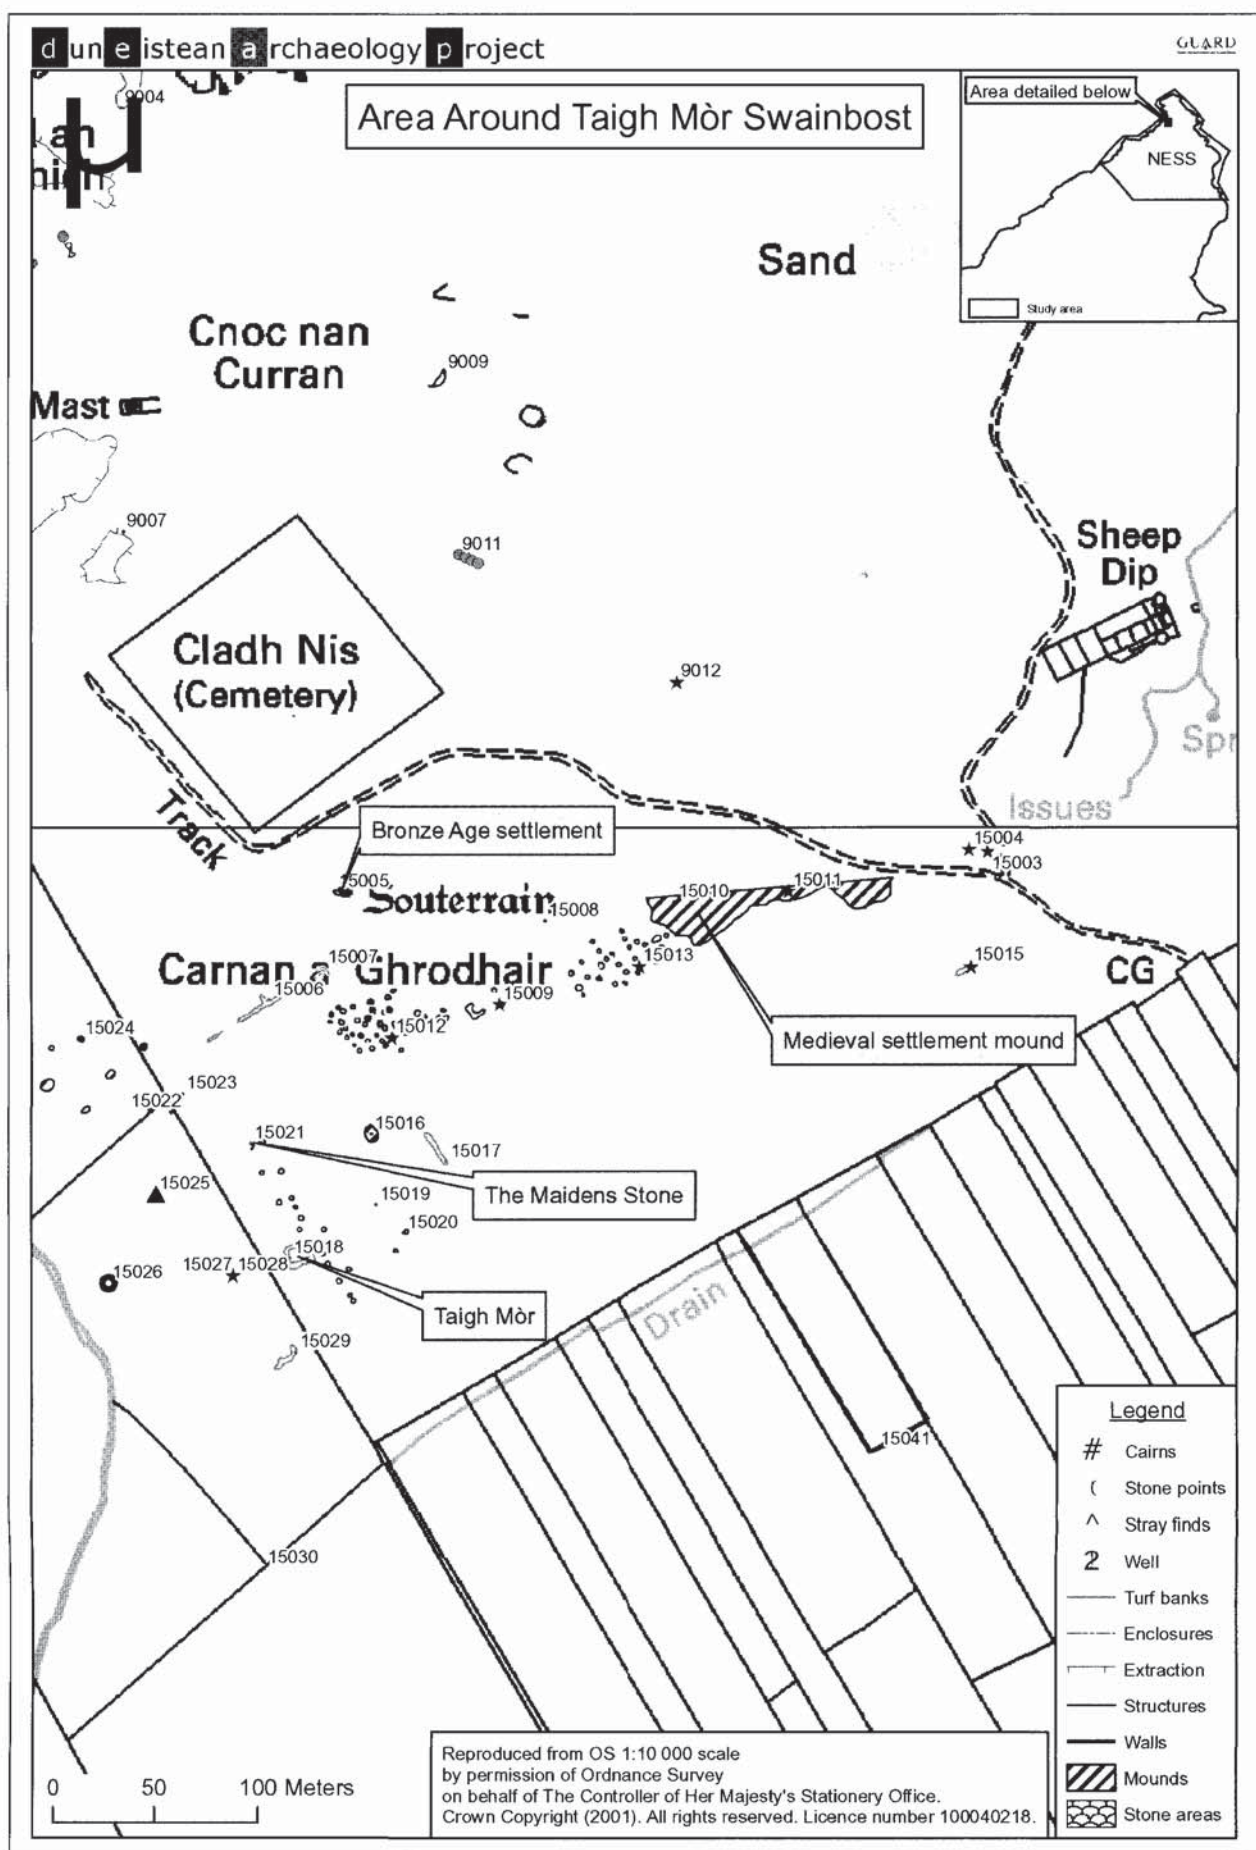 dun eistean archaeology project
GUARD
Area Around Taigh Mòr Swainbost
Area detailed below
NESS
Study area
9004
an
Sand
Cnoc nan
Curran
9009
Mast
9007
9011
Sheep
Dip
Cladh Nis
(Cemetery)
9012
Spr
Issues
Track
Bronze Age settlement
15004
15003
15005
Souterrain
15008
15010
15011
15007
Carnan a Ghrodhair
15013
15015
CG
15006
15009
15012
15024
Medieval settlement mound
15023
15022
15021
15016
15017
15025
The Maidens Stone
15019
15020
15018
15026
15027
15028
Taigh Mòr
Drain
15029
15041
15030
Legend
# Cairns
( Stone points
^ Stray finds
2 Well
Turf banks
Enclosures
Extraction
Structures
Walls
Mounds
Stone areas
0 50 100 Meters
Reproduced from OS 1:10 000 scale
by permission of Ordnance Survey
on behalf of The Controller of Her Majesty's Stationery Office.
Crown Copyright (2001). All rights reserved. Licence number 100040218.